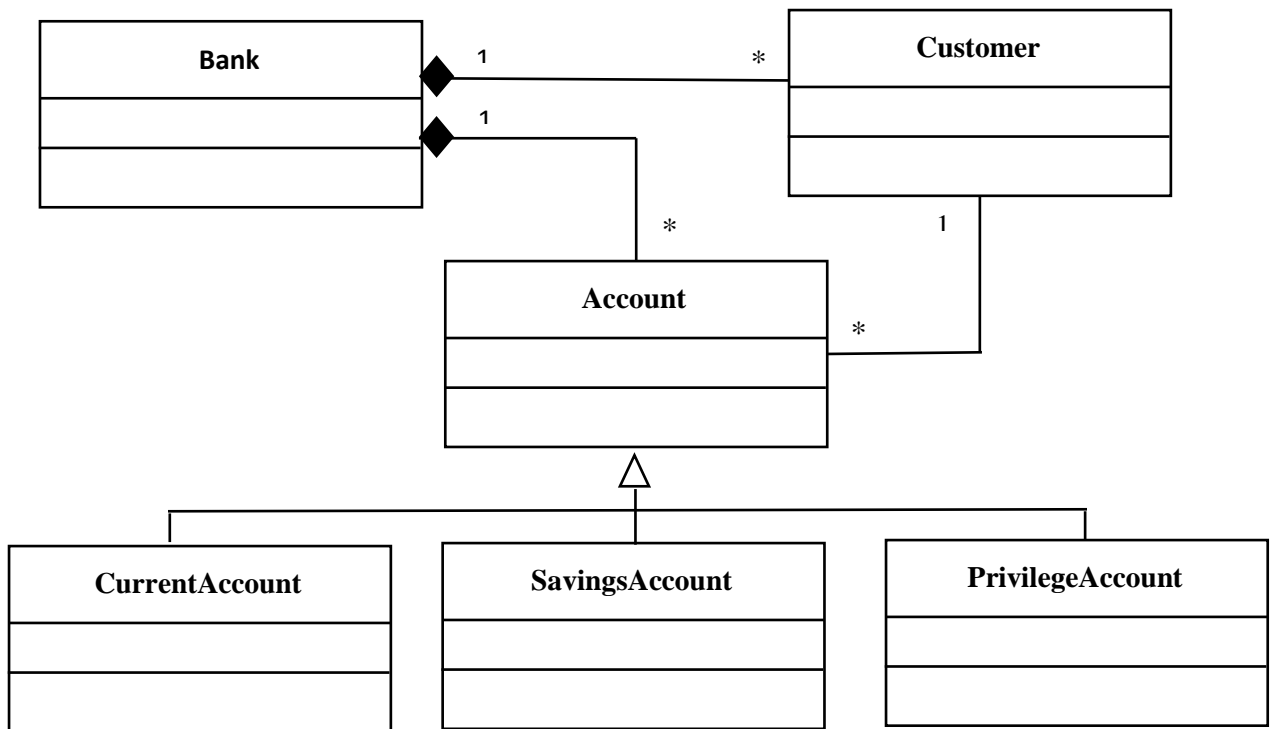 Bank
1
*
Customer
1
*
1
Account
*
CurrentAccount
SavingsAccount
PrivilegeAccount